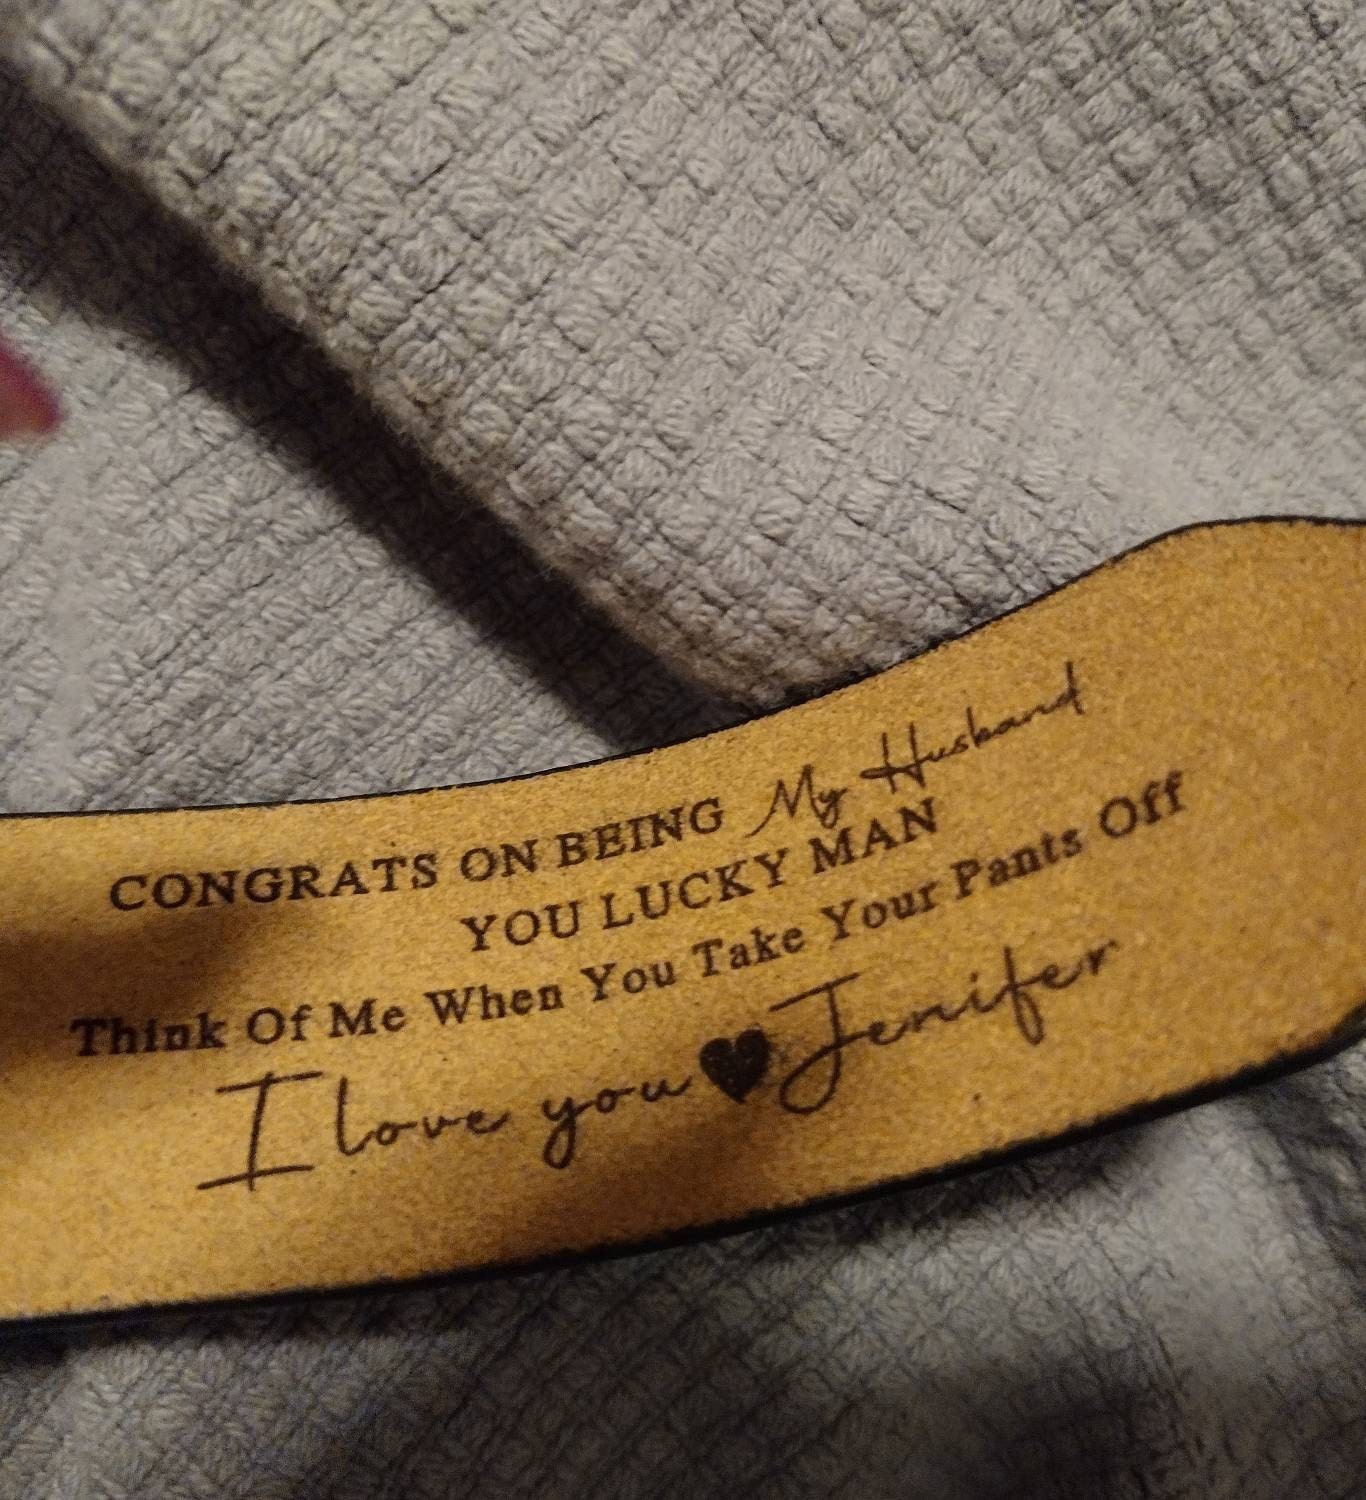 CONGRATS ON BEING My Husband
YOU LUCKY MAN
Think Of Me When You Take Your Pants Off
I love you♥Jenifer